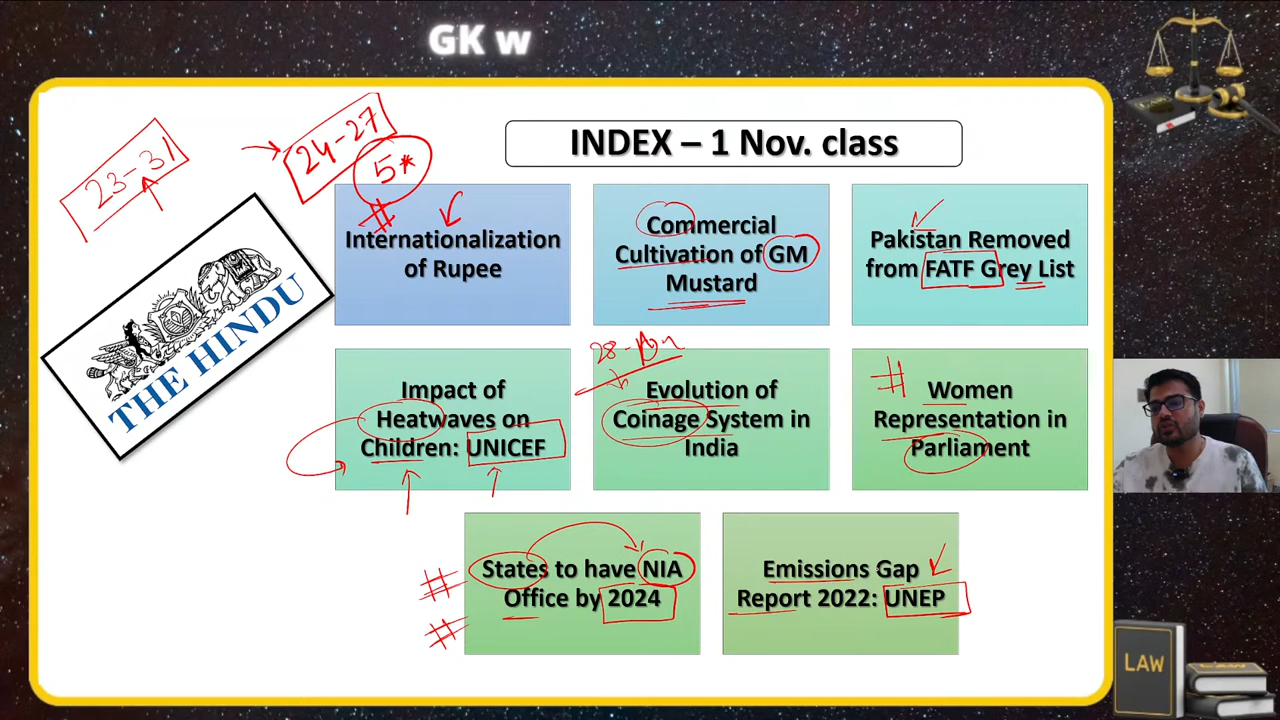 GK w
INDEX – 1 Nov. class
23-31
24-27
5*
THE HINDU
#
Internationalization
of Rupee
Commercial
Cultivation of GM
Mustard
Pakistan Removed
from FATF Grey List
Impact of
Heatwaves on
Children: UNICEF
Evolution of
Coinage System in
India
#
Women
Representation in
Parliament
#
#
States to have NIA
Office by 2024
Emissions Gap
Report 2022: UNEP
LAW
LAW